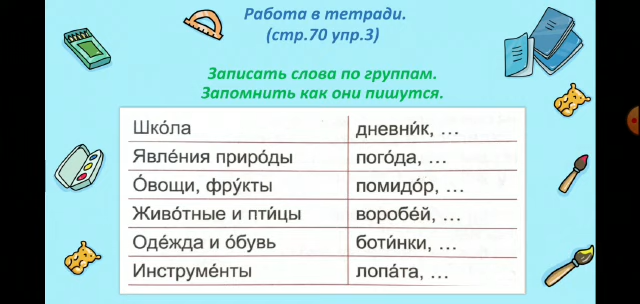 Работа в тетради.
(стр.70 упр.3)
Записать слова по группам.
Запомнить как они пишутся.
Шко́ла дневни́к, ...
Явле́ния приро́ды пого́да, ...
О́вощи, фру́кты помидо́р, ...
Живо́тные и пти́цы воробе́й, ...
Оде́жда и о́бувь боти́нки, ...
Инструме́нты лопа́та, ...